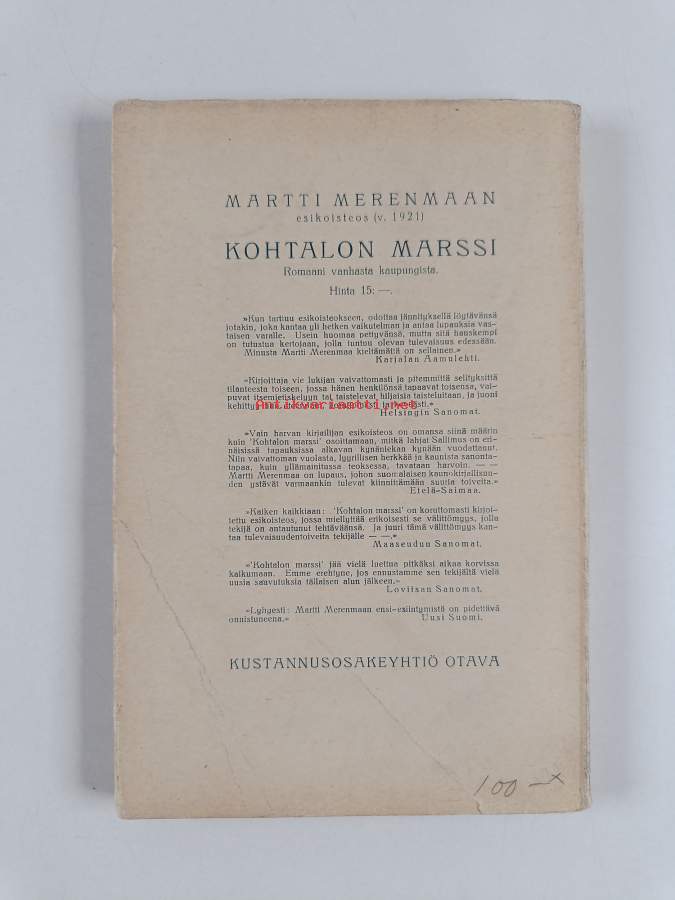 MARTTI MERENMAAN
esikoisteos (v. 1921)
KOHTALON MARSSI
Romanni vanhasta kaupungista.
Hinta 15: —.
»Kun tarttuu esikoisteokseen, odottaa jännityksellä löytävänsä
jotakin, joka kantaa yli hetken vaikutelman ja antaa lupauksia vas-
taisen varalle. Usein huomaa pettyvänsä, mutta sitä hauskempi
on tutustua kertojaan, jolla tuntuu olevan tulevaisuus edessään.
Minusta Martti Merenmaa kieltämättä on sellainen.»
Karjalan Aamulehti.
»Kirjoittaja vie lukijan vaivattomasti ja pitemmittä selityksittä
tilanteesta toiseen, jossa hänen henkilönsä tapaavat toisensa, vai-
puvat itsemietiskelyyn tai taistelevat hiljaisia taisteluitaan, ja juoni
Antikvariaatti.net
Helsingin Sanomat.
»Vain harvan kirjailijan esikoisteos on omansa siinä määrin
kuin 'Kohtalon marssi' osoittamaan, mitkä lahjat Sallimus on eri-
näisissä tapauksissa alkavan kynäniekan kynään vuodattanut.
Niin vaivattoman vuolasta, lyyrillisen herkkää ja kaunista sanonta-
tapaa, kuin yllämainitussa teoksessa, tavataan harvoin. — —
Martti Merenmaa on lupaus, johon suomalaisen kaunokirjallisuu-
den ystävät varmaankin tulevat kiinnittämään suuria toiveita.»
Etelä-Saimaa.
»Kaiken kaikkiaan: 'Kohtalon marssi' on koruttomasti kirjoi-
tettu esikoisteos, jossa miellyttää erikoisesti se välittömyys, jolla
tekijä on antautunut tehtäväänsä. Ja juuri tämä välittömyys kan-
taa tulevaisuudentoiveita tekijälle — —.»
Maaseudun Sanomat.
»'Kohtalon marssi' jää vielä luettua pitkäksi aikaa korvissa
kaikumaan. Emme erehtyne, jos ennustamme sen tekijältä vielä
uusia saavutuksia tällaisen alun jälkeen.»
Loviisan Sanomat.
»Lyhyesti: Martti Merenmaan ensi-esiintymistä on pidettävä
onnistuneena.» Uusi Suomi.
KUSTANNUSOSAKEYHTIÖ OTAVA
100 —